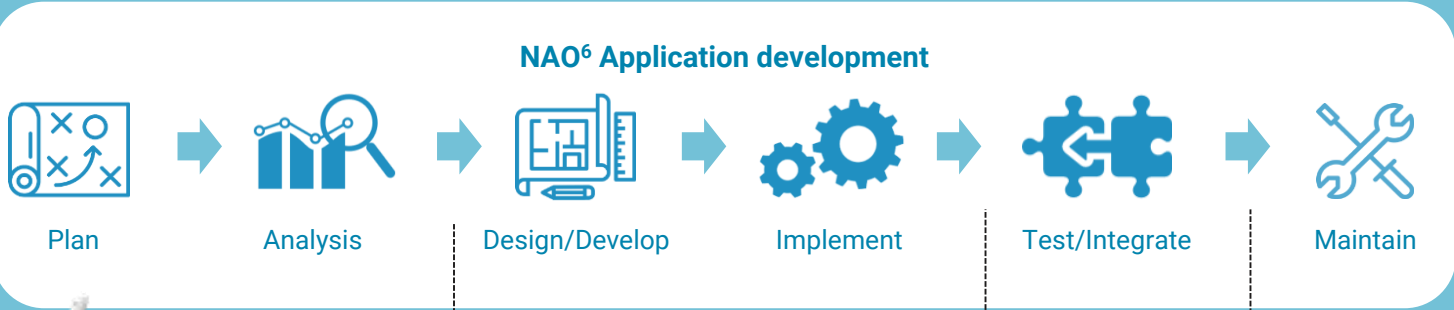 NAO⁶ Application development
Plan
Analysis
Design/Develop
Implement
Test/Integrate
Maintain